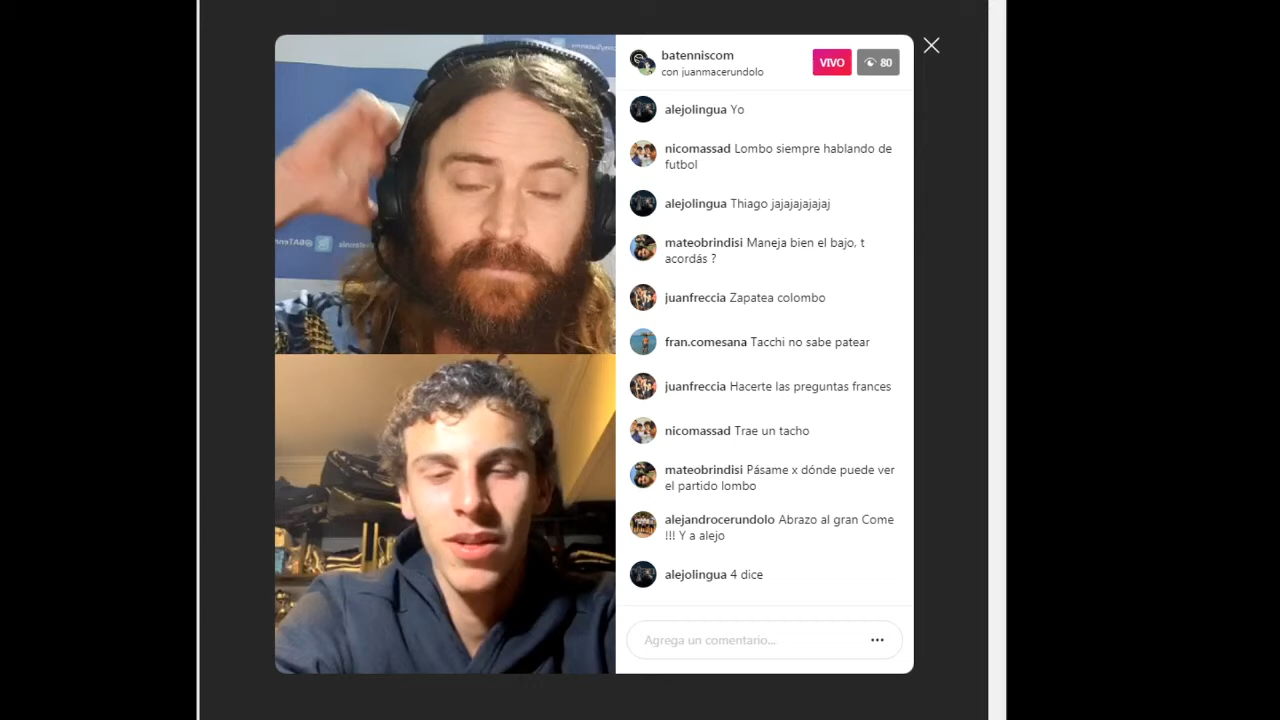 batenniscom
con juanmacerundolo
VIVO
80
alejolingua Yo
nicomassad Lombo siempre hablando de
futbol
alejolingua Thiago jajajajajajaj
mateobrindisi Maneja bien el bajo, t
acordás ?
juanfreccia Zapatea colombo
fran.comesana Tacchi no sabe patear
juanfreccia Hacerte las preguntas frances
nicomassad Trae un tacho
mateobrindisi Pásame x dónde puede ver
el partido lombo
alejandrocerundolo Abrazo al gran Come
!!! Y a alejo
alejolingua 4 dice
Agrega un comentario...